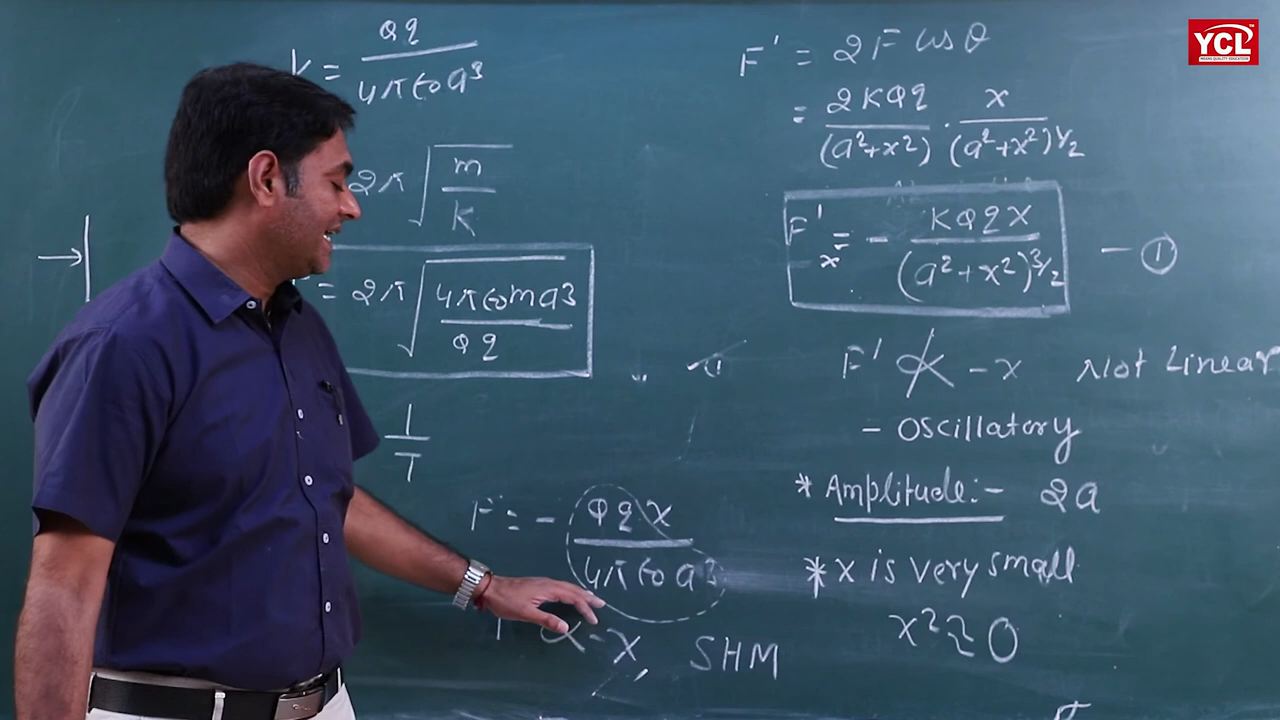 YCL
K = Qq / 4πε₀a³
2π √(m / K)
= 2π √(4πε₀ma³ / Qq)
1 / T
F = - Qqx / 4πε₀a³
F ∝ -x, SHM
F' = 2F cosθ
= 2KQq / (a²+x²) · x / (a²+x²)^1/2
F'x = - KQqx / (a²+x²)^3/2 - ①
F' ∝̸ -x Not Linear
- Oscillatory
* Amplitude:- 2a
* x is very small
x² ≈ 0